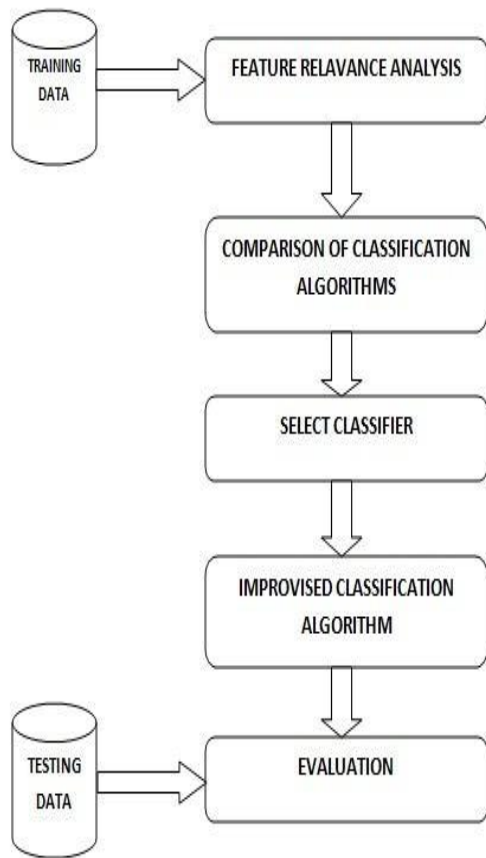 TRAINING
DATA
FEATURE RELAVANCE ANALYSIS
COMPARISON OF CLASSIFICATION
ALGORITHMS
SELECT CLASSIFIER
IMPROVISED CLASSIFICATION
ALGORITHM
TESTING
DATA
EVALUATION